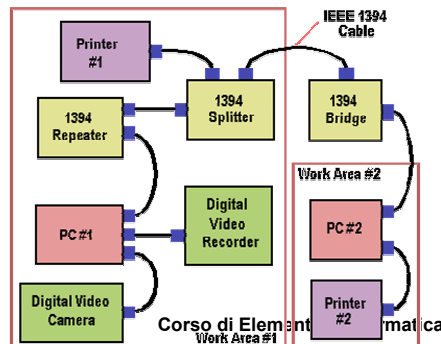 IEEE 1394
Cable
Printer
#1
1394
Repeater
1394
Splitter
1394
Bridge
Work Area #2
PC #1
Digital
Video
Recorder
PC #2
Digital Video
Camera
Printer
#2
Corso di Element
rmatica
Work Area #1